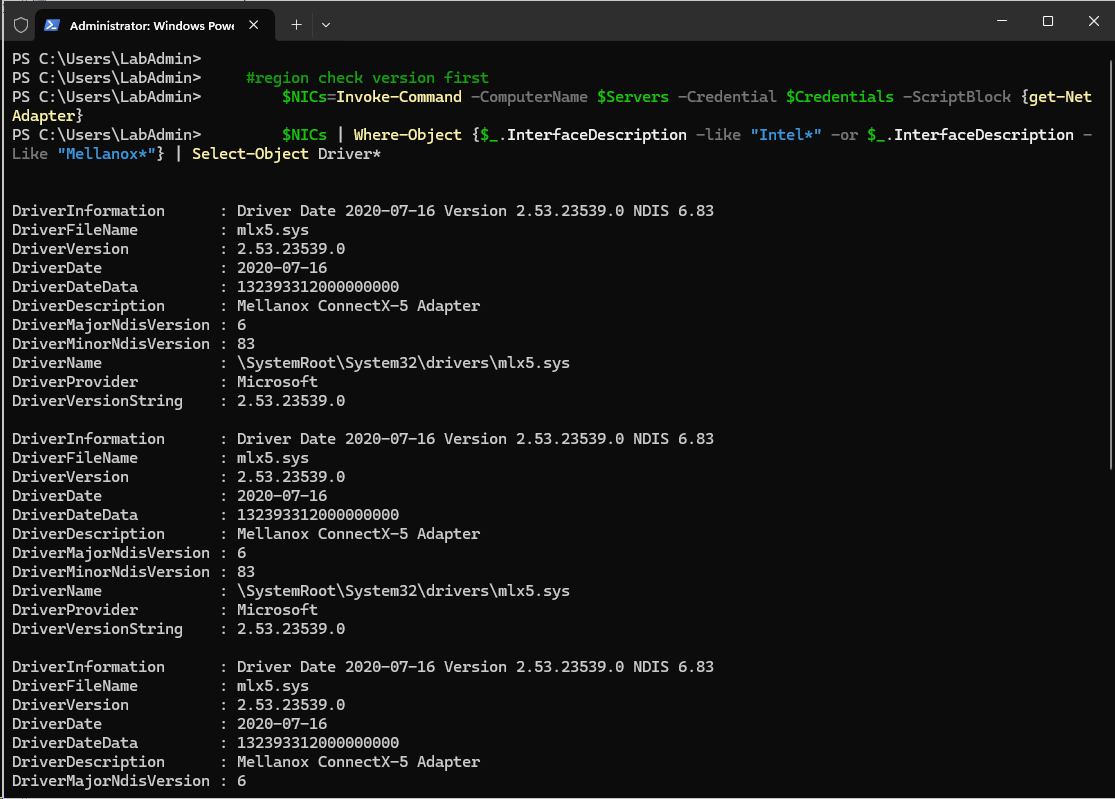 Administrator: Windows Powe
PS C:\Users\LabAdmin>
PS C:\Users\LabAdmin>     #region check version first
PS C:\Users\LabAdmin>         $NICs=Invoke-Command -ComputerName $Servers -Credential $Credentials -ScriptBlock {get-Net
Adapter}
PS C:\Users\LabAdmin>         $NICs | Where-Object {$_.InterfaceDescription -like "Intel*" -or $_.InterfaceDescription -
Like "Mellanox*"} | Select-Object Driver*
DriverInformation      : Driver Date 2020-07-16 Version 2.53.23539.0 NDIS 6.83
DriverFileName         : mlx5.sys
DriverVersion          : 2.53.23539.0
DriverDate             : 2020-07-16
DriverDateData         : 132393312000000000
DriverDescription      : Mellanox ConnectX-5 Adapter
DriverMajorNdisVersion : 6
DriverMinorNdisVersion : 83
DriverName             : \SystemRoot\System32\drivers\mlx5.sys
DriverProvider         : Microsoft
DriverVersionString    : 2.53.23539.0
DriverInformation      : Driver Date 2020-07-16 Version 2.53.23539.0 NDIS 6.83
DriverFileName         : mlx5.sys
DriverVersion          : 2.53.23539.0
DriverDate             : 2020-07-16
DriverDateData         : 132393312000000000
DriverDescription      : Mellanox ConnectX-5 Adapter
DriverMajorNdisVersion : 6
DriverMinorNdisVersion : 83
DriverName             : \SystemRoot\System32\drivers\mlx5.sys
DriverProvider         : Microsoft
DriverVersionString    : 2.53.23539.0
DriverInformation      : Driver Date 2020-07-16 Version 2.53.23539.0 NDIS 6.83
DriverFileName         : mlx5.sys
DriverVersion          : 2.53.23539.0
DriverDate             : 2020-07-16
DriverDateData         : 132393312000000000
DriverDescription      : Mellanox ConnectX-5 Adapter
DriverMajorNdisVersion : 6